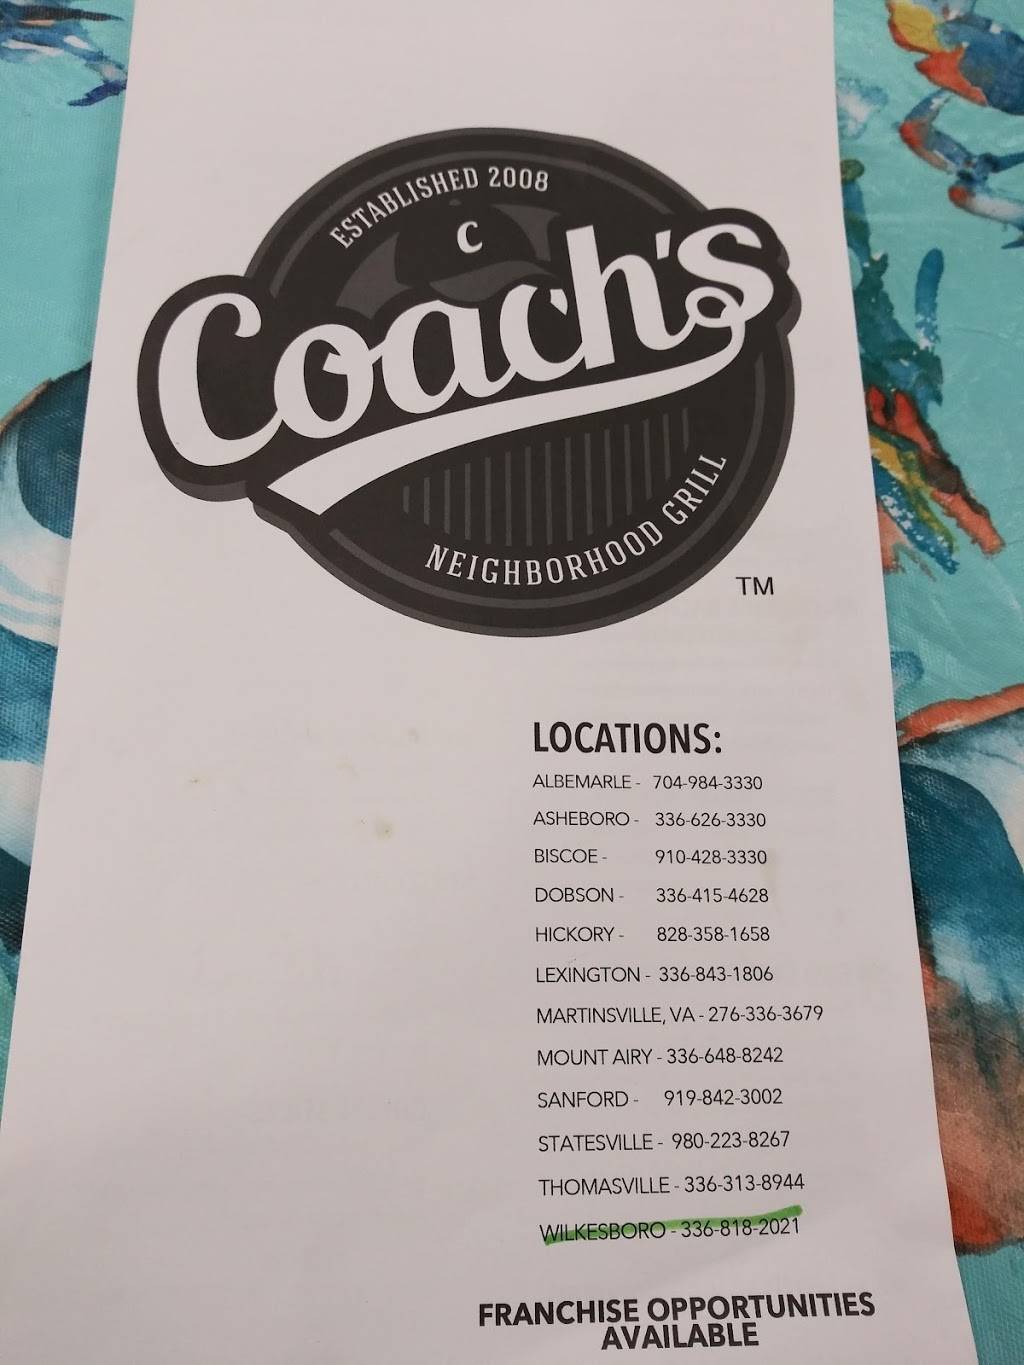 ESTABLISHED 2008
C
Coach's
NEIGHBORHOOD GRILL
TM
LOCATIONS:
ALBEMARLE - 704-984-3330
ASHEBORO - 336-626-3330
BISCOE - 910-428-3330
DOBSON - 336-415-4628
HICKORY - 828-358-1658
LEXINGTON - 336-843-1806
MARTINSVILLE, VA - 276-336-3679
MOUNT AIRY - 336-648-8242
SANFORD - 919-842-3002
STATESVILLE - 980-223-8267
THOMASVILLE - 336-313-8944
WILKESBORO - 336-818-2021
FRANCHISE OPPORTUNITIES
AVAILABLE